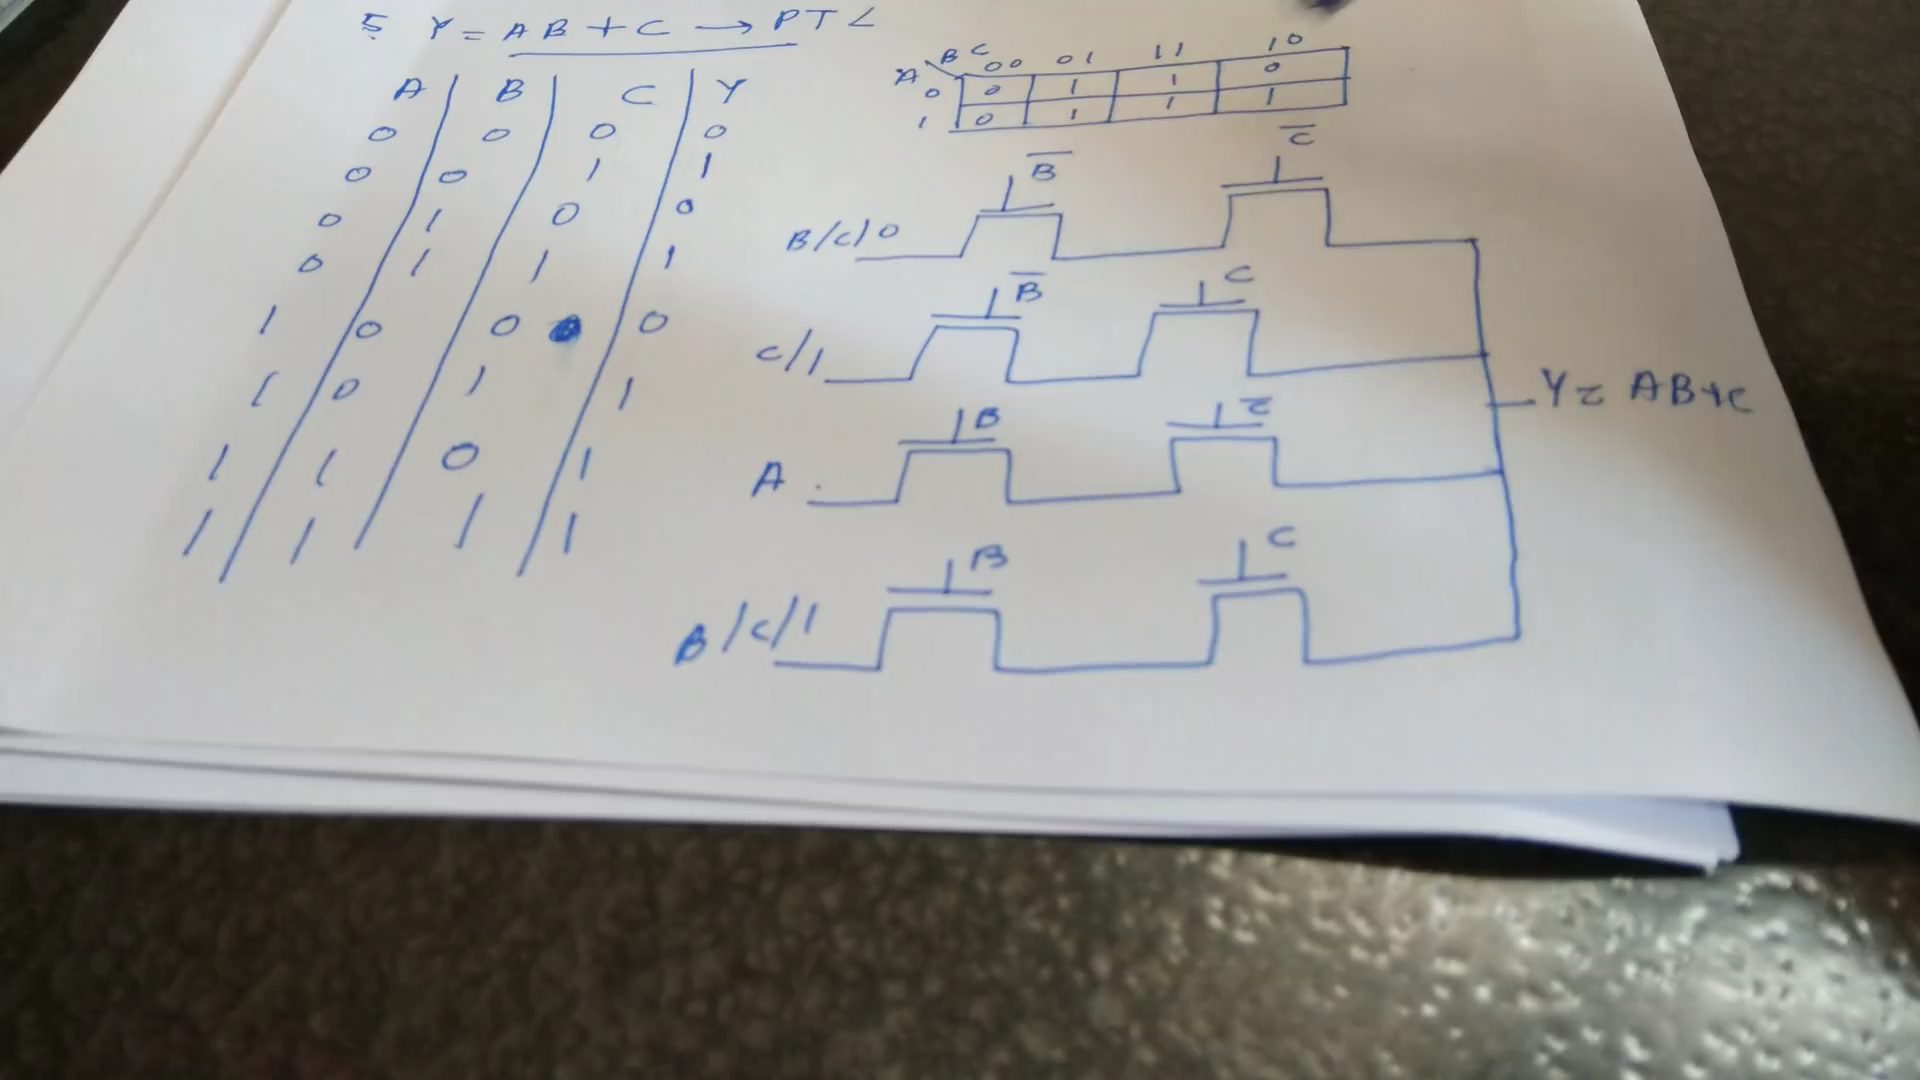 5 Y = AB + C → PTL
A B C Y
0 0 0 0
0 0 1 1
0 1 0 0
0 1 1 1
1 0 0 0
1 0 1 1
1 1 0 1
1 1 1 1
A BC 00 01 11 10
0 0 1 1 0
1 0 1 1 1
B̅ C̅
B/C/0
B̅ C
C/1
B C̅
A
B C
B/C/1
Y = AB+C